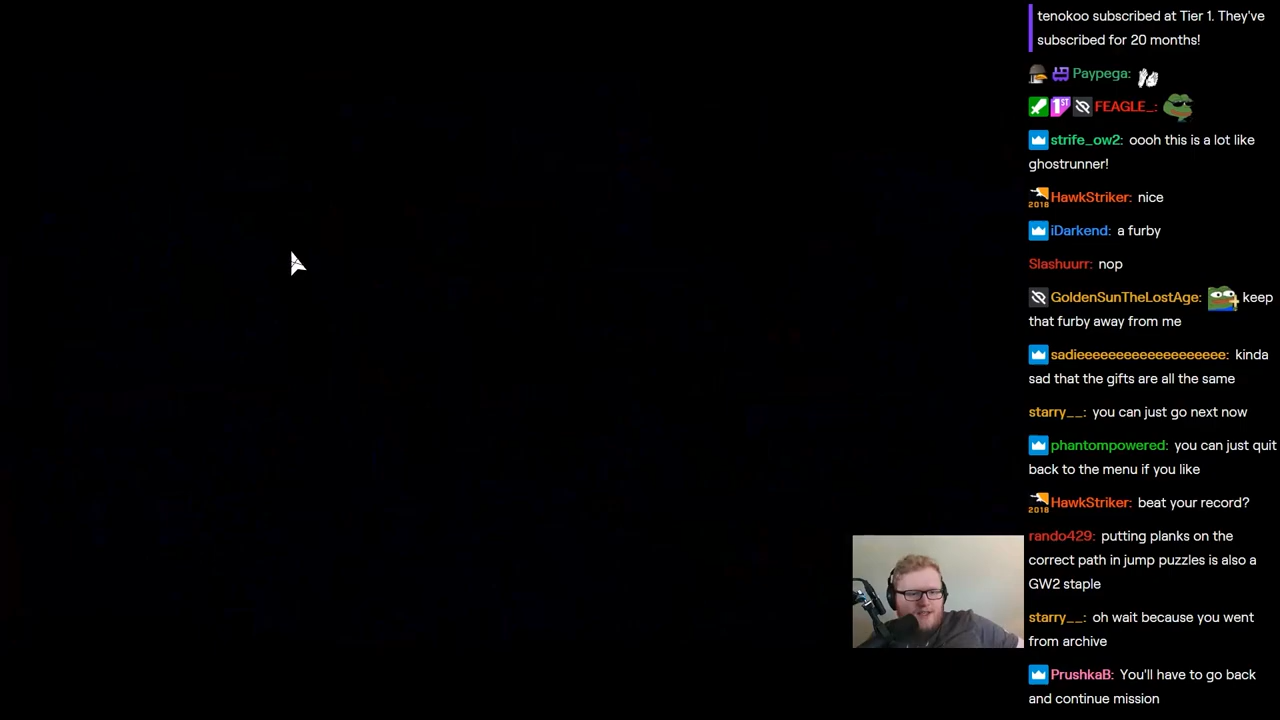 tenokoo subscribed at Tier 1. They've
subscribed for 20 months!
Paypega:
1ST FEAGLE_:
strife_ow2: oooh this is a lot like
ghostrunner!
2018 HawkStriker: nice
iDarkend: a furby
Slashuurr: nop
GoldenSunTheLostAge: keep
that furby away from me
sadieeeeeeeeeeeeeeeeeee: kinda
sad that the gifts are all the same
starry__: you can just go next now
phantompowered: you can just quit
back to the menu if you like
2018 HawkStriker: beat your record?
rando429: putting planks on the
correct path in jump puzzles is also a
GW2 staple
starry__: oh wait because you went
from archive
PrushkaB: You'll have to go back
and continue mission